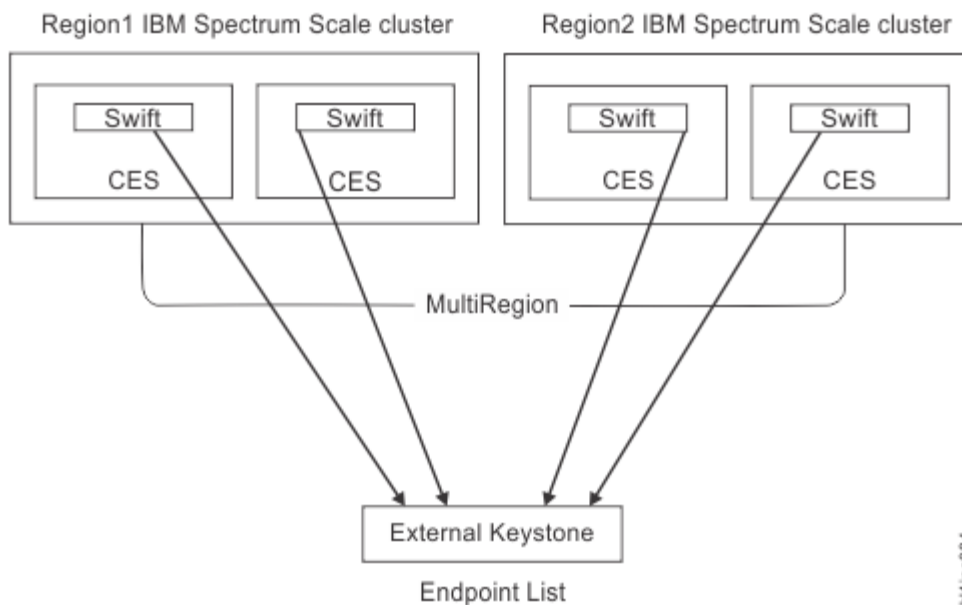 Region1 IBM Spectrum Scale cluster
Region2 IBM Spectrum Scale cluster
Swift
Swift
Swift
Swift
CES
CES
CES
CES
MultiRegion
External Keystone
Endpoint List